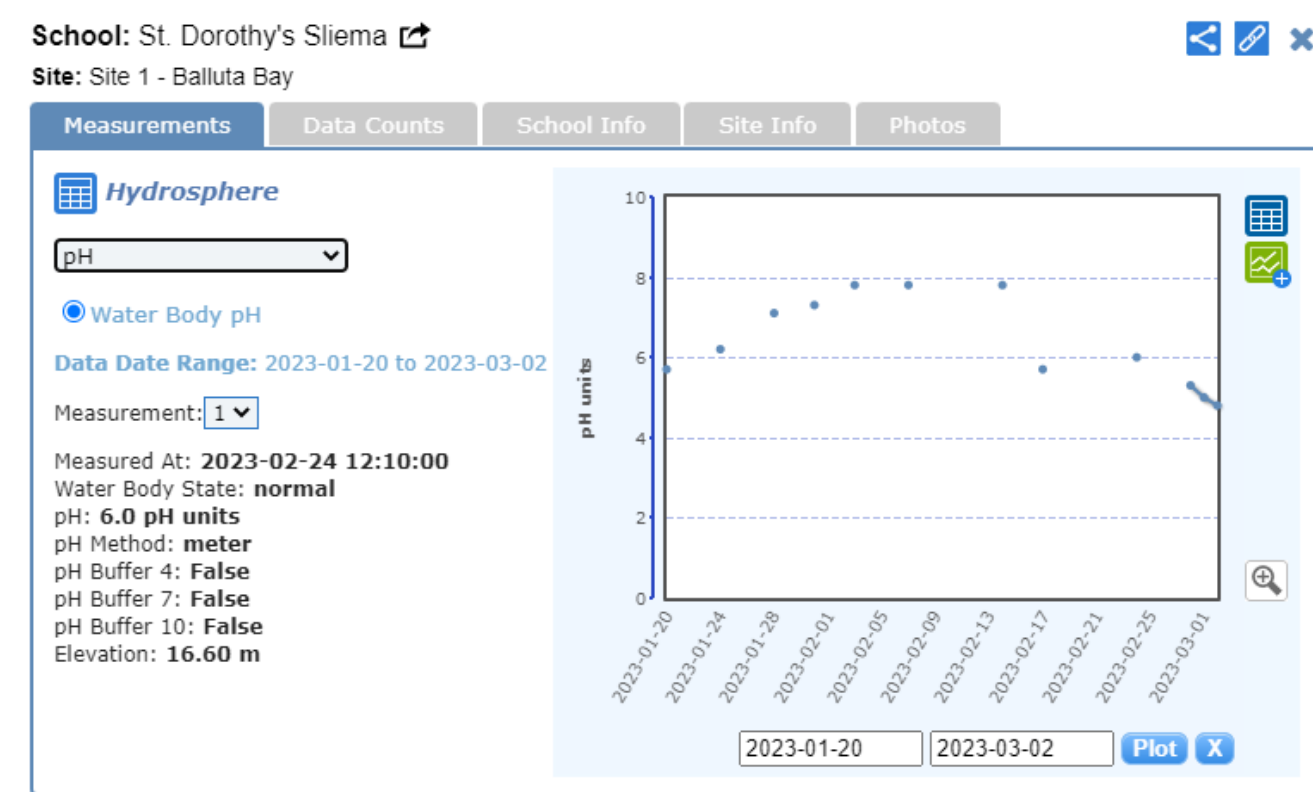 School: St. Dorothy's Sliema
Site: Site 1 - Balluta Bay
Measurements Data Counts School Info Site Info Photos
Hydrosphere
pH
Water Body pH
Data Date Range: 2023-01-20 to 2023-03-02
Measurement: 1
Measured At: 2023-02-24 12:10:00
Water Body State: normal
pH: 6.0 pH units
pH Method: meter
pH Buffer 4: False
pH Buffer 7: False
pH Buffer 10: False
Elevation: 16.60 m
pH units
10
8
6
4
2
0
2023-01-20
2023-01-24
2023-01-28
2023-02-01
2023-02-05
2023-02-09
2023-02-13
2023-02-17
2023-02-21
2023-02-25
2023-03-01
2023-01-20 2023-03-02 Plot X